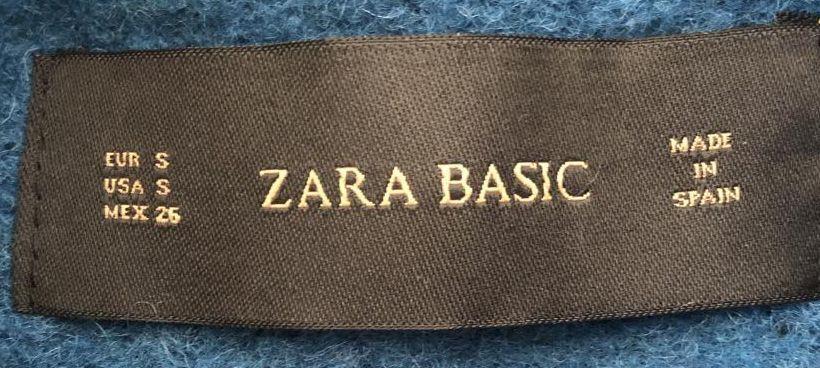 EUR S
USA S
MEX 26
ZARA BASIC
MADE
IN
SPAIN